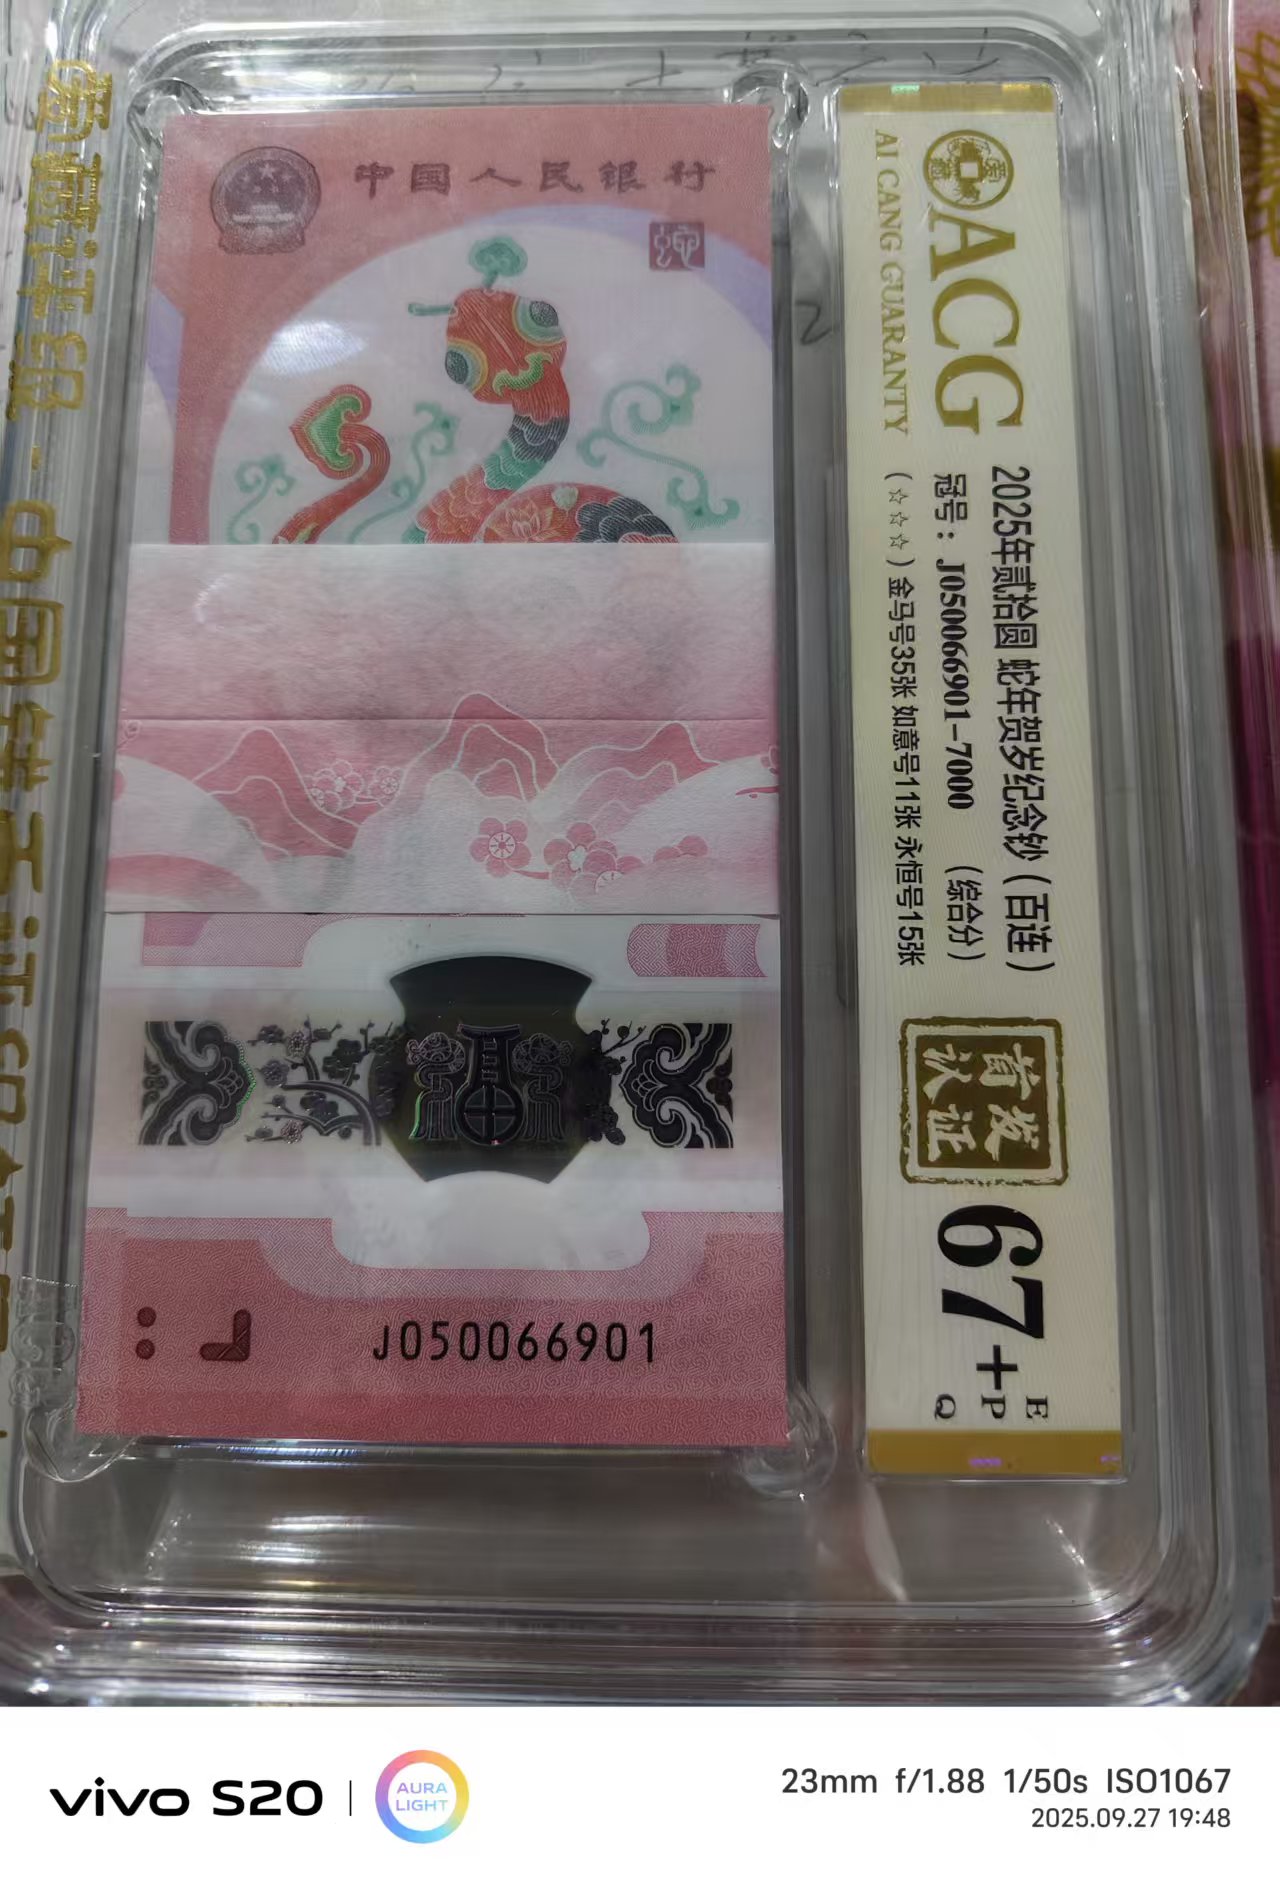 中国人民银行
J050066901
ACG
AI CANG GUARANTY
2025年贰拾圆 蛇年贺岁纪念钞（百连）
冠号：J050066901-7000 （综合分）
（☆☆☆）金马号35张 如意号11张 永恒号15张
首发
认证
67+
E
P
Q
vivo S20
AURA
LIGHT
23mm f/1.88 1/50s ISO1067
2025.09.27 19:48